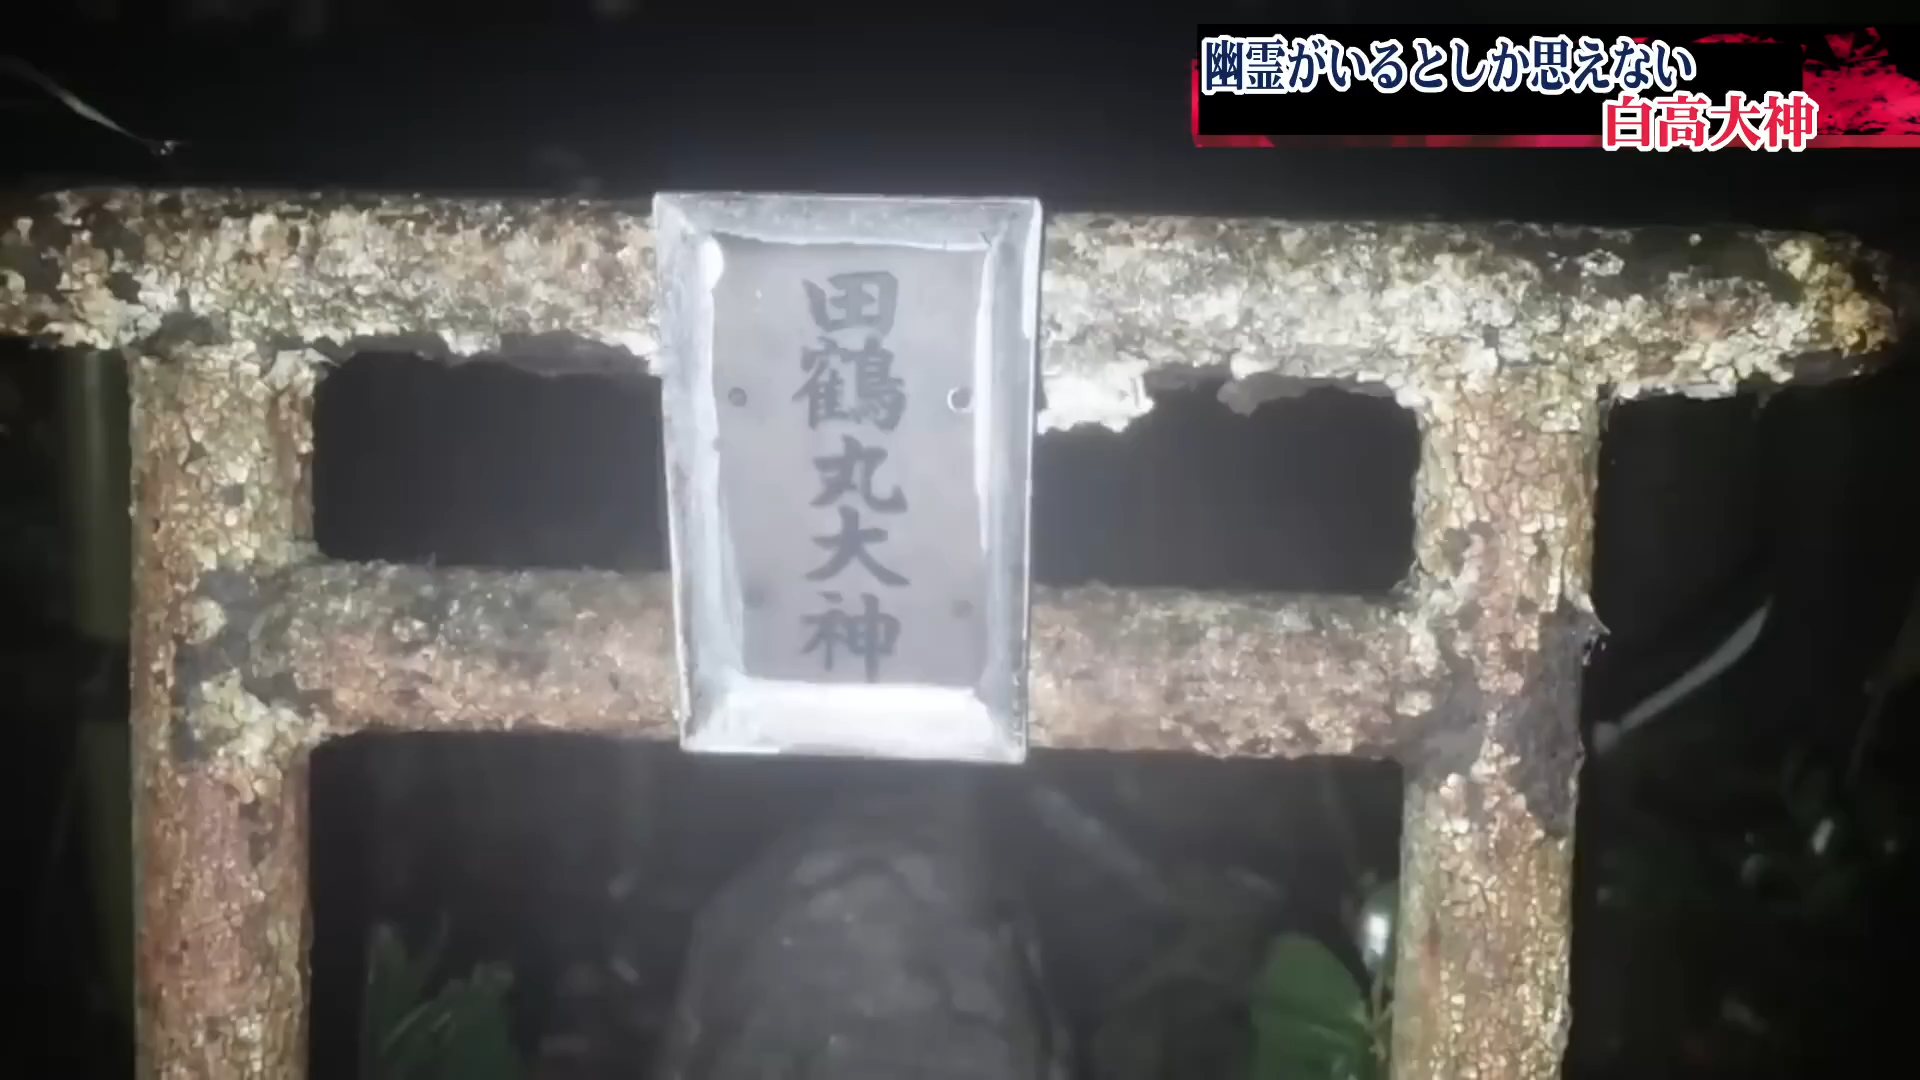 幽霊がいるとしか思えない
白高大神
田鶴丸大神